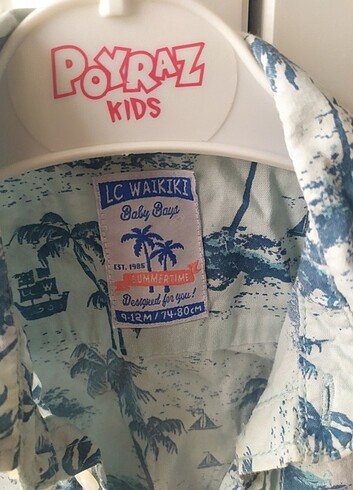 POYRAZ
KIDS
LC WAIKIKI
Baby Boys
EST. 1985
SUMMERTIME
Designed for you!
9-12M / 74-80cm